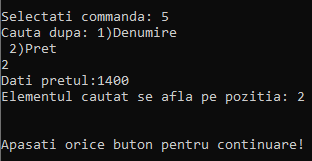 Selectati commanda: 5
Cauta dupa: 1)Denumire
 2)Pret
2
Dati pretul:1400
Elementul cautat se afla pe pozitia: 2
Apasati orice buton pentru continuare!